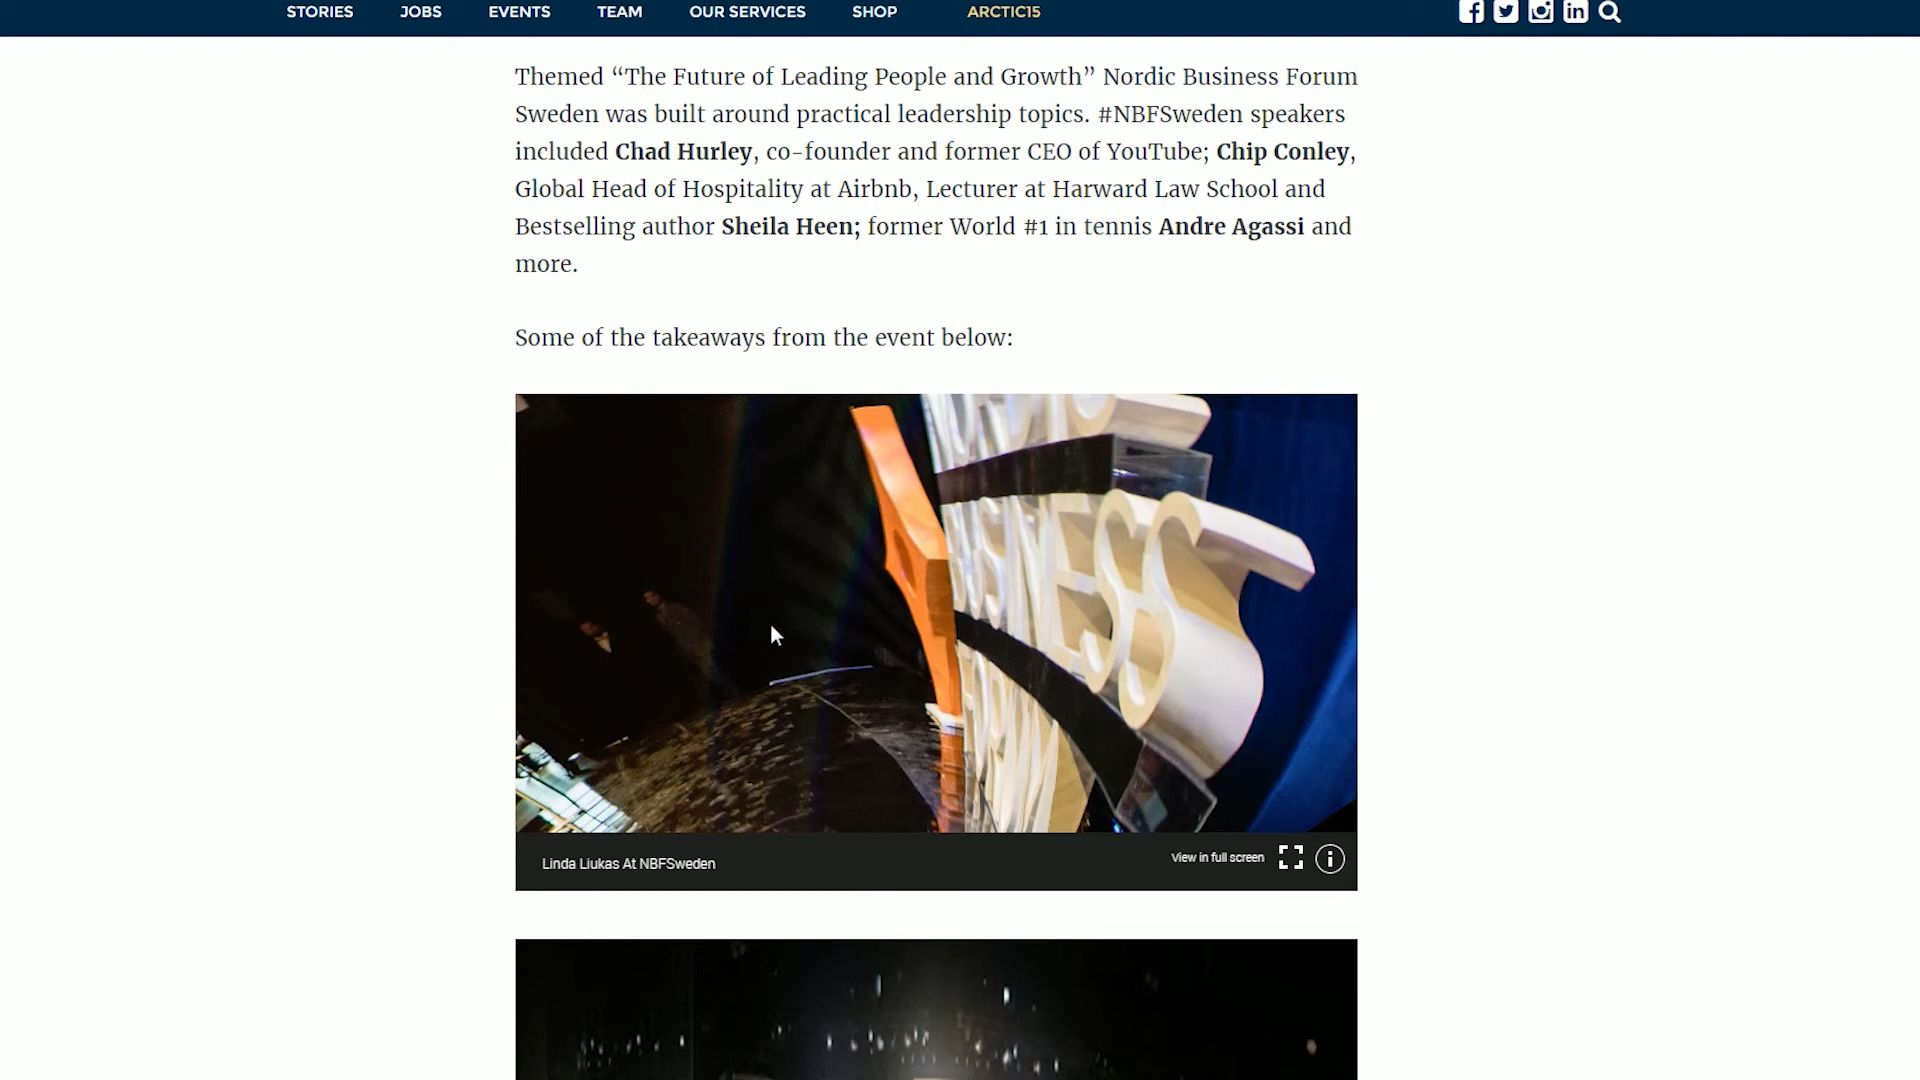 STORIES JOBS EVENTS TEAM OUR SERVICES SHOP ARCTIC15
Themed “The Future of Leading People and Growth” Nordic Business Forum
Sweden was built around practical leadership topics. #NBFSweden speakers
included Chad Hurley, co-founder and former CEO of YouTube; Chip Conley,
Global Head of Hospitality at Airbnb, Lecturer at Harward Law School and
Bestselling author Sheila Heen; former World #1 in tennis Andre Agassi and
more.
Some of the takeaways from the event below:
BUSINESS
Linda Liukas At NBFSweden
View in full screen